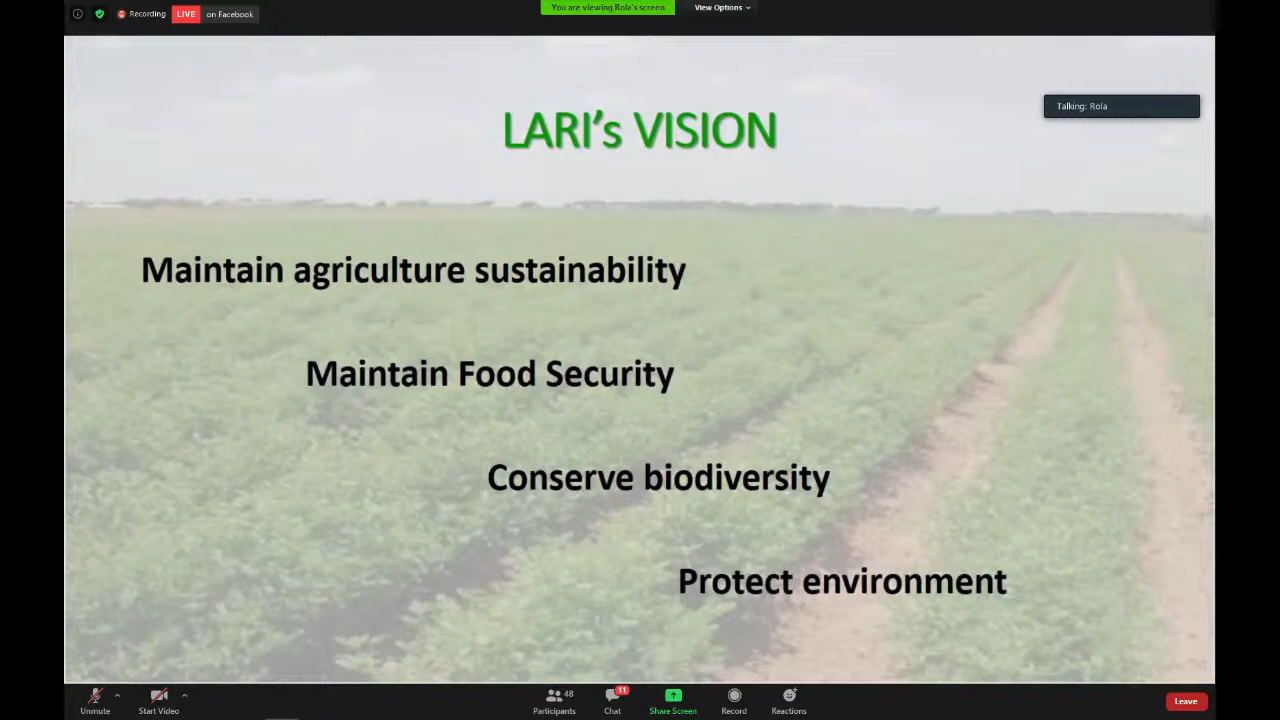 Recording
LIVE
on Facebook
You are viewing Rola's screen
View Options
Talking: Rola
LARI's VISION
Maintain agriculture sustainability
Maintain Food Security
Conserve biodiversity
Protect environment
Unmute
Start Video
48
Participants
11
Chat
Share Screen
Record
Reactions
Leave